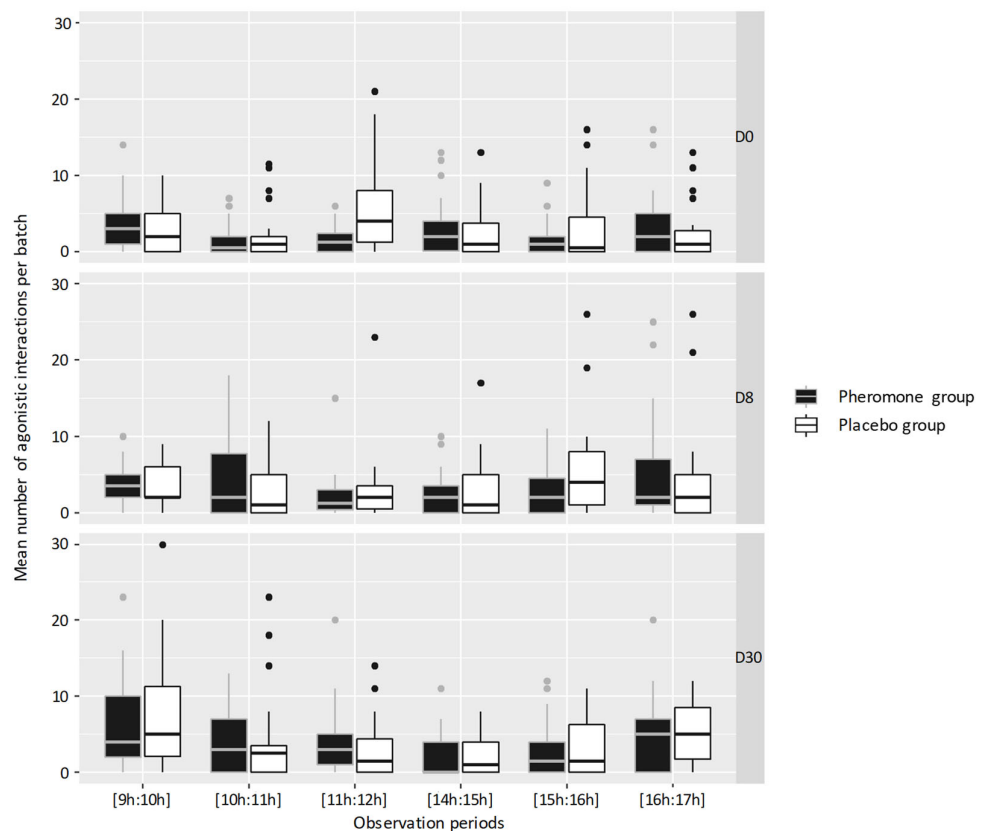 Mean number of agonistic interactions per batch
30
20
10
0
D0
30
20
10
0
D8
30
20
10
0
D30
[9h:10h] [10h:11h] [11h:12h] [14h:15h] [15h:16h] [16h:17h]
Observation periods
Pheromone group
Placebo group